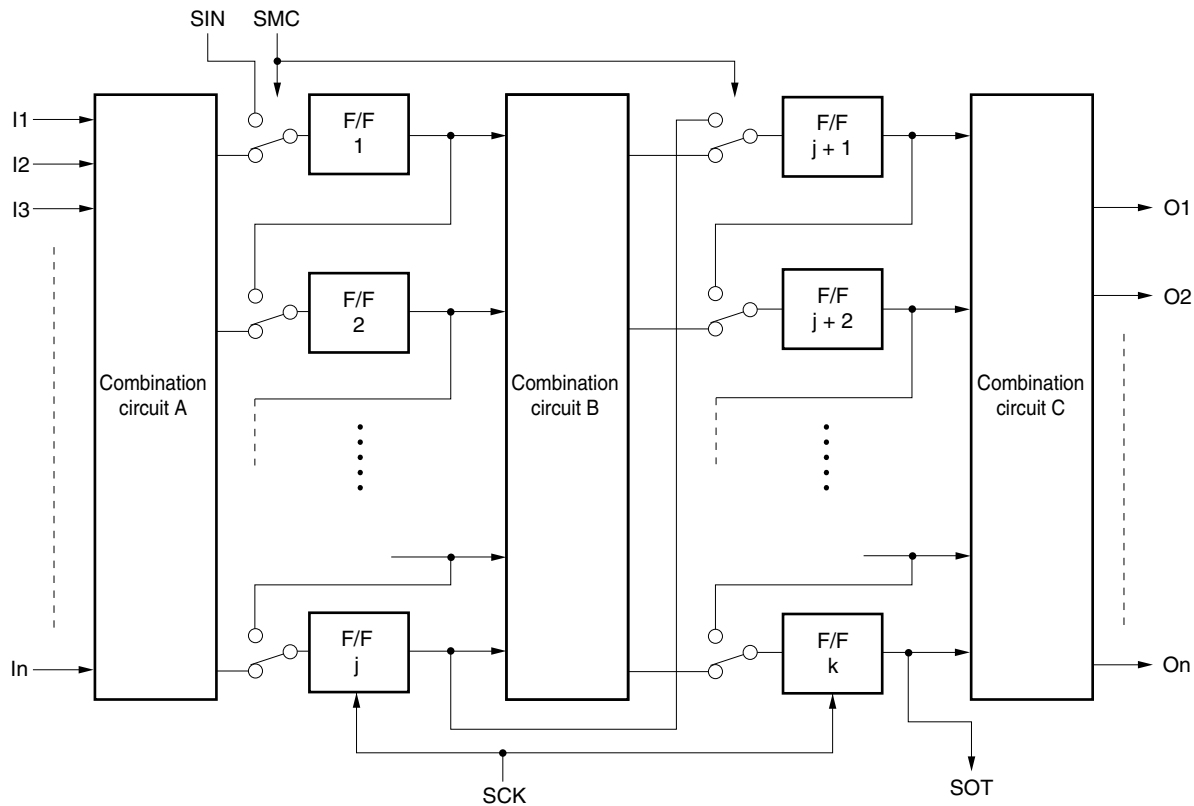 SIN
SMC
I1
I2
I3
In
Combination
circuit A
F/F
1
F/F
2
F/F
j
Combination
circuit B
F/F
j + 1
F/F
j + 2
F/F
k
Combination
circuit C
O1
O2
On
SCK
SOT